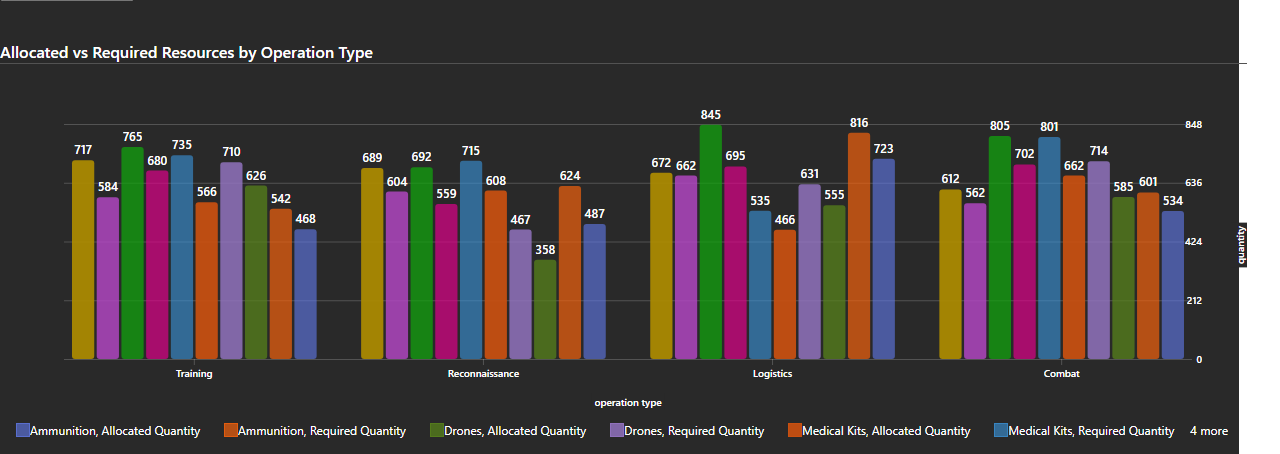 Allocated vs Required Resources by Operation Type
717 584 765 680 735 566 710 626 542 468
689 604 692 559 715 608 467 358 624 487
672 662 845 695 535 466 631 555 816 723
612 562 805 702 801 662 714 585 601 534
848
636
424
212
0
quantity
Training Reconnaissance Logistics Combat
operation type
Ammunition, Allocated Quantity Ammunition, Required Quantity Drones, Allocated Quantity Drones, Required Quantity Medical Kits, Allocated Quantity Medical Kits, Required Quantity 4 more